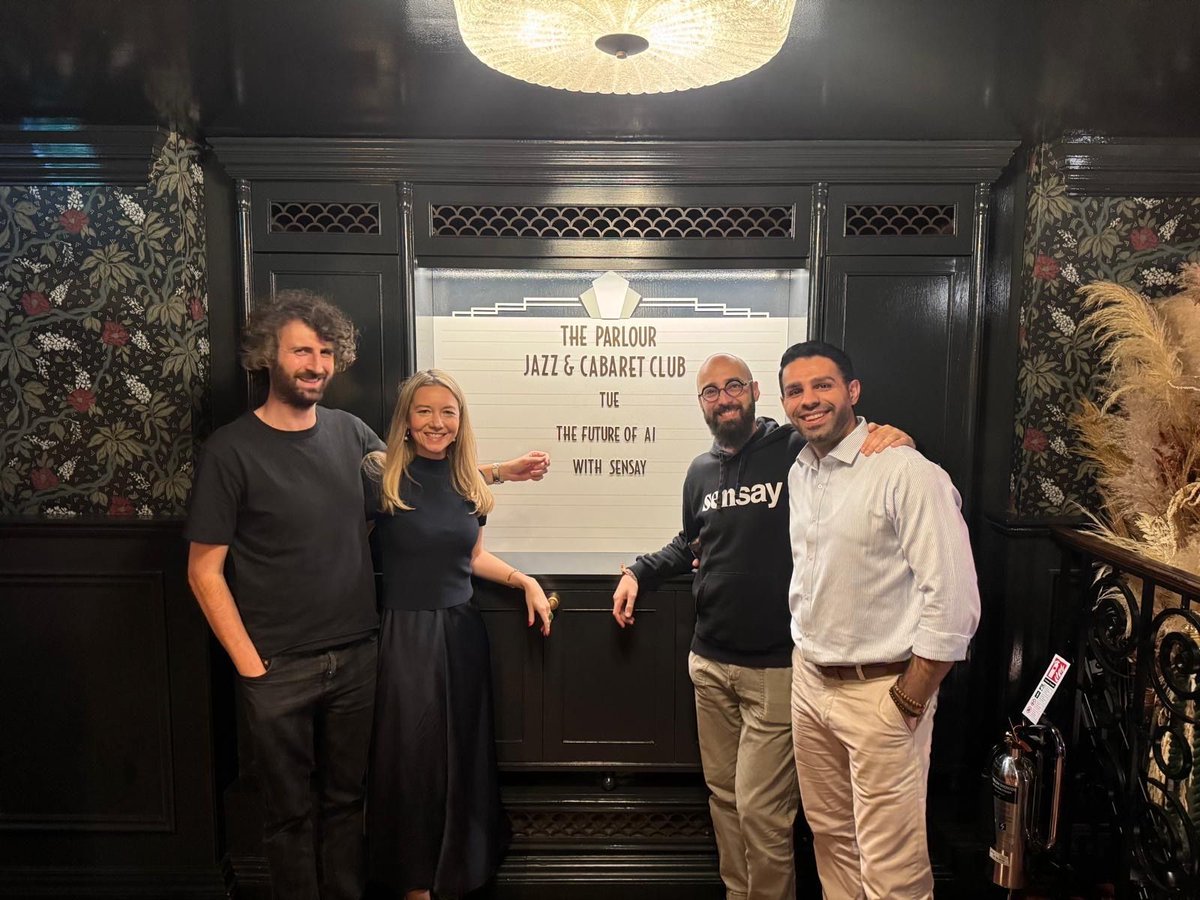 THE PARLOUR
JAZZ & CABARET CLUB
TUE
THE FUTURE OF AI
WITH SENSAY
sensay